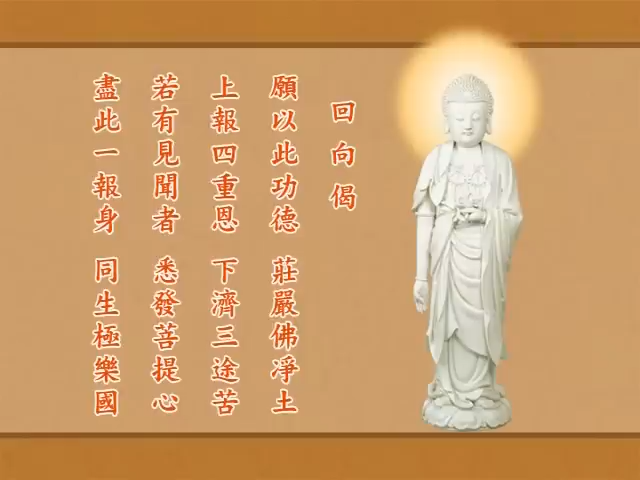 回向偈
願以此功德 莊嚴佛凈土
上報四重恩 下濟三途苦
若有見聞者 悉發菩提心
盡此一報身 同生極樂國